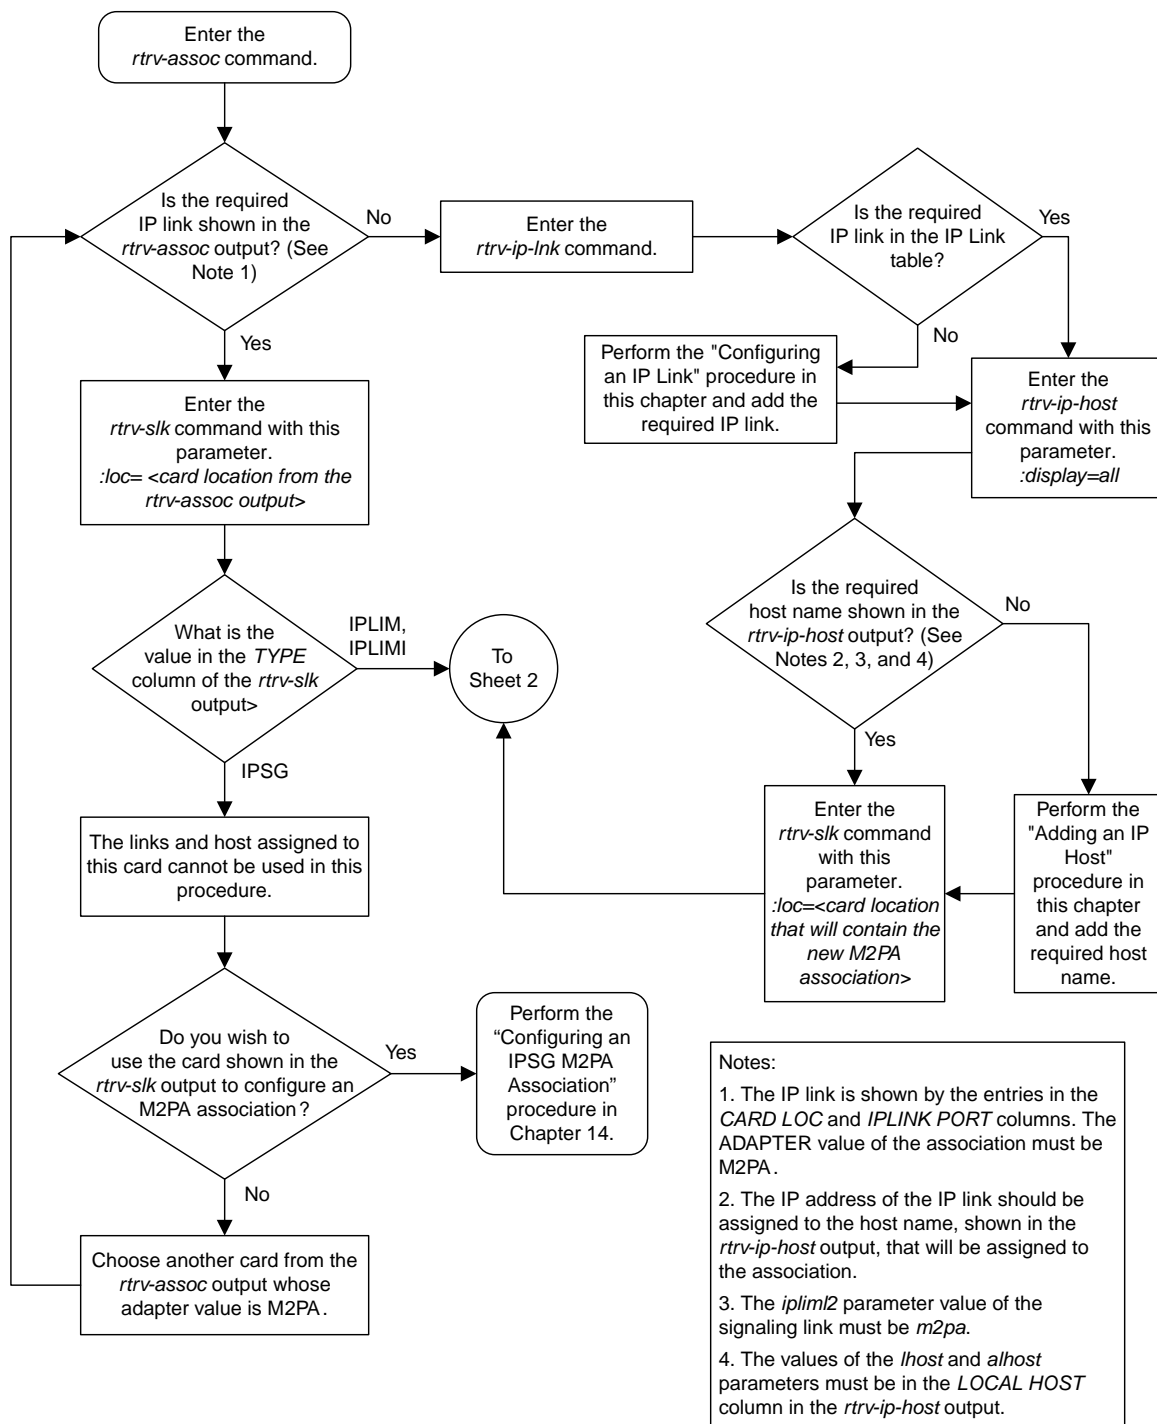 Enter the
rtrv-assoc command.
Is the required
IP link shown in the
rtrv-assoc output? (See
Note 1)
No
Yes
Enter the
rtrv-ip-lnk command.
Is the required
IP link in the IP Link
table?
Yes
No
Perform the "Configuring
an IP Link" procedure in
this chapter and add the
required IP link.
Enter the
rtrv-ip-host
command with this
parameter.
:display=all
Enter the
rtrv-slk command with this
parameter.
:loc= <card location from the
rtrv-assoc output>
What is the
value in the TYPE
column of the rtrv-slk
output>
IPLIM,
IPLIMI
IPSG
To
Sheet 2
Is the required
host name shown in the
rtrv-ip-host output? (See
Notes 2, 3, and 4)
No
Yes
The links and host assigned to
this card cannot be used in this
procedure.
Enter the
rtrv-slk command
with this
parameter.
:loc=<card location
that will contain the
new M2PA
association>
Perform the
"Adding an IP
Host"
procedure in
this chapter
and add the
required host
name.
Do you wish to
use the card shown in the
rtrv-slk output to configure an
M2PA association?
Yes
No
Perform the
“Configuring an
IPSG M2PA
Association”
procedure in
Chapter 14.
Choose another card from the
rtrv-assoc output whose
adapter value is M2PA.
Notes:
1. The IP link is shown by the entries in the
CARD LOC and IPLINK PORT columns. The
ADAPTER value of the association must be
M2PA.
2. The IP address of the IP link should be
assigned to the host name, shown in the
rtrv-ip-host output, that will be assigned to
the association.
3. The ipliml2 parameter value of the
signaling link must be m2pa.
4. The values of the lhost and alhost
parameters must be in the LOCAL HOST
column in the rtrv-ip-host output.